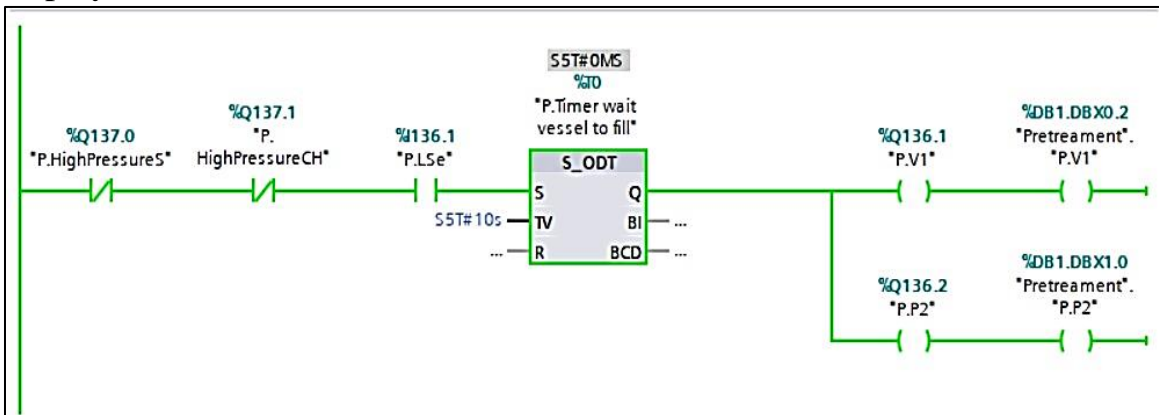 S5T#0MS
%T0
"P.Timer wait
vessel to fill"
%Q137.0
"P.HighPressureS"
%Q137.1
"P.
HighPressureCH"
%I136.1
"P.LSe"
S_ODT
S Q
S5T#10s TV BI ...
... R BCD ...
%Q136.1
"P.V1"
%DB1.DBX0.2
"Pretreament".
"P.V1"
%Q136.2
"P.P2"
%DB1.DBX1.0
"Pretreament".
"P.P2"